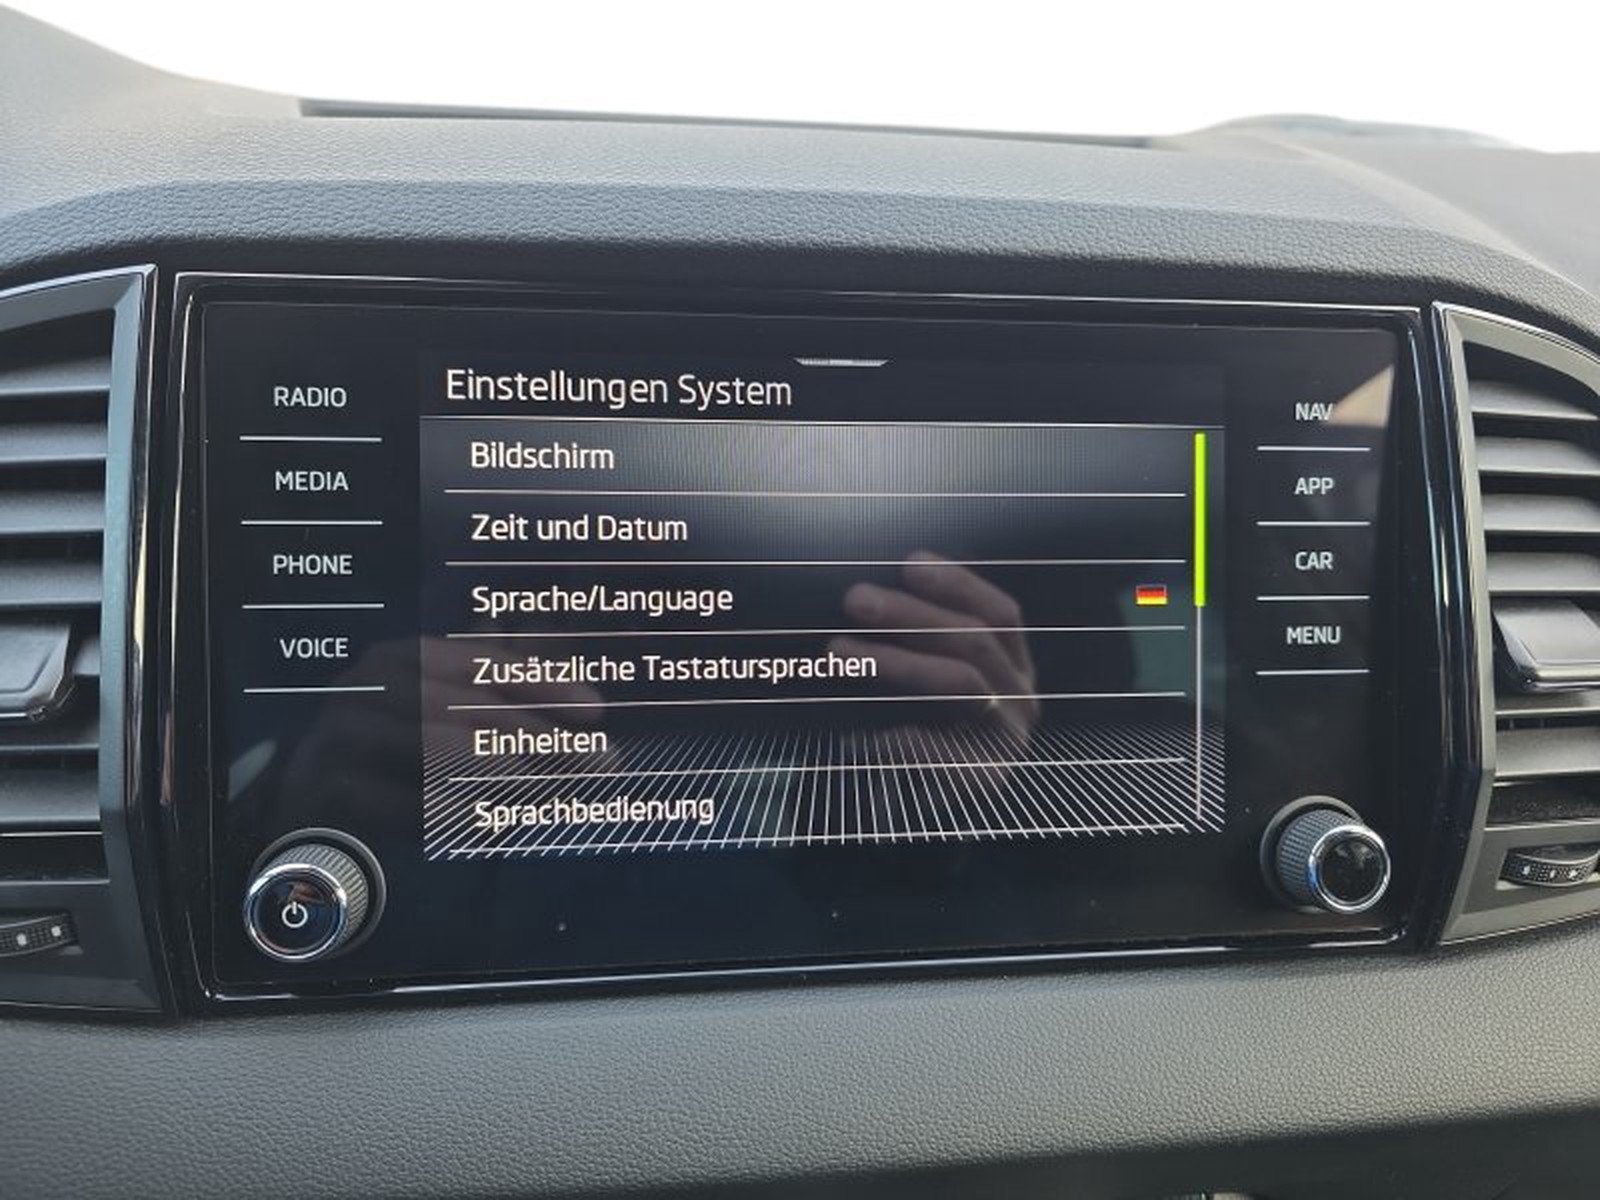 Einstellungen System
RADIO
MEDIA
PHONE
VOICE
Bildschirm
Zeit und Datum
Sprache/Language
Zusätzliche Tastatursprachen
Einheiten
Sprachbedienung
NAV
APP
CAR
MENU